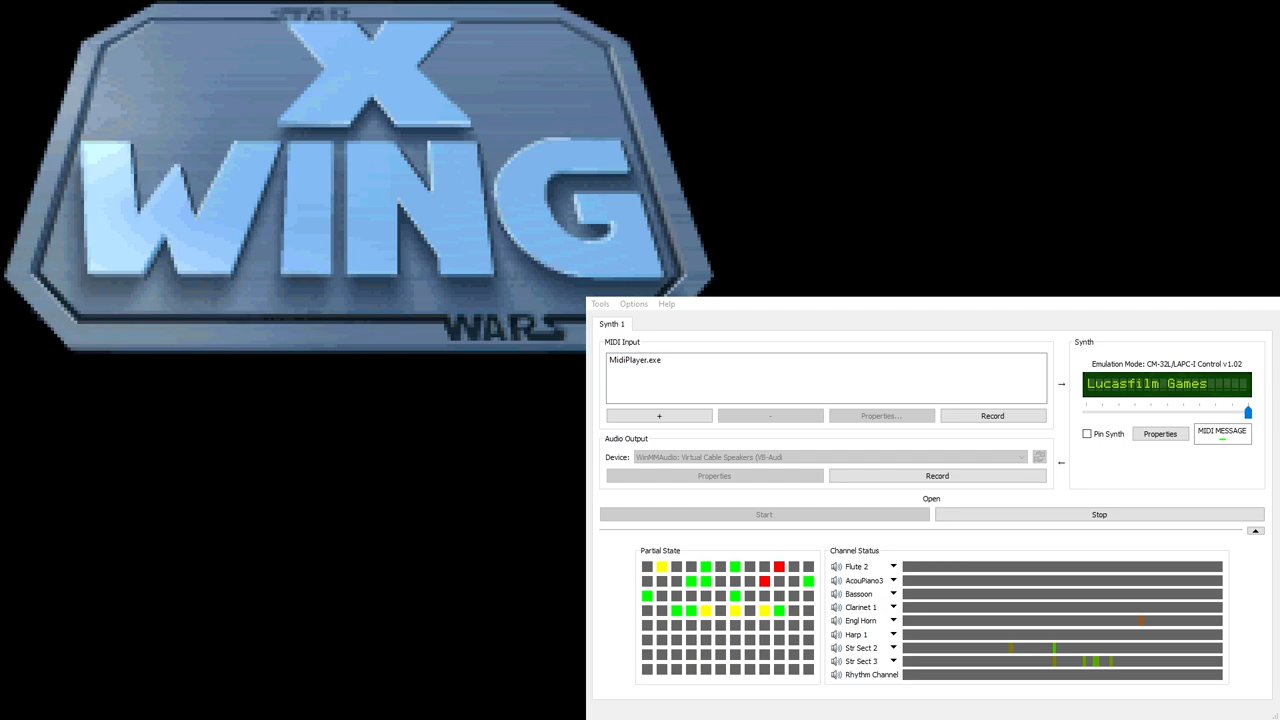 STAR
X
WING
WARS
Tools Options Help
Synth 1
MIDI Input
MidiPlayer.exe
+ - Properties... Record
Audio Output
Device: WinMMAudio: Virtual Cable Speakers (VB-Audi
Properties Record
Synth
Emulation Mode: CM-32L/LAPC-I Control v1.02
Lucasfilm Games
Pin Synth Properties MIDI MESSAGE
Open
Start Stop
Partial State
Channel Status
Flute 2
AcouPiano3
Bassoon
Clarinet 1
Engl Horn
Harp 1
Str Sect 2
Str Sect 3
Rhythm Channel